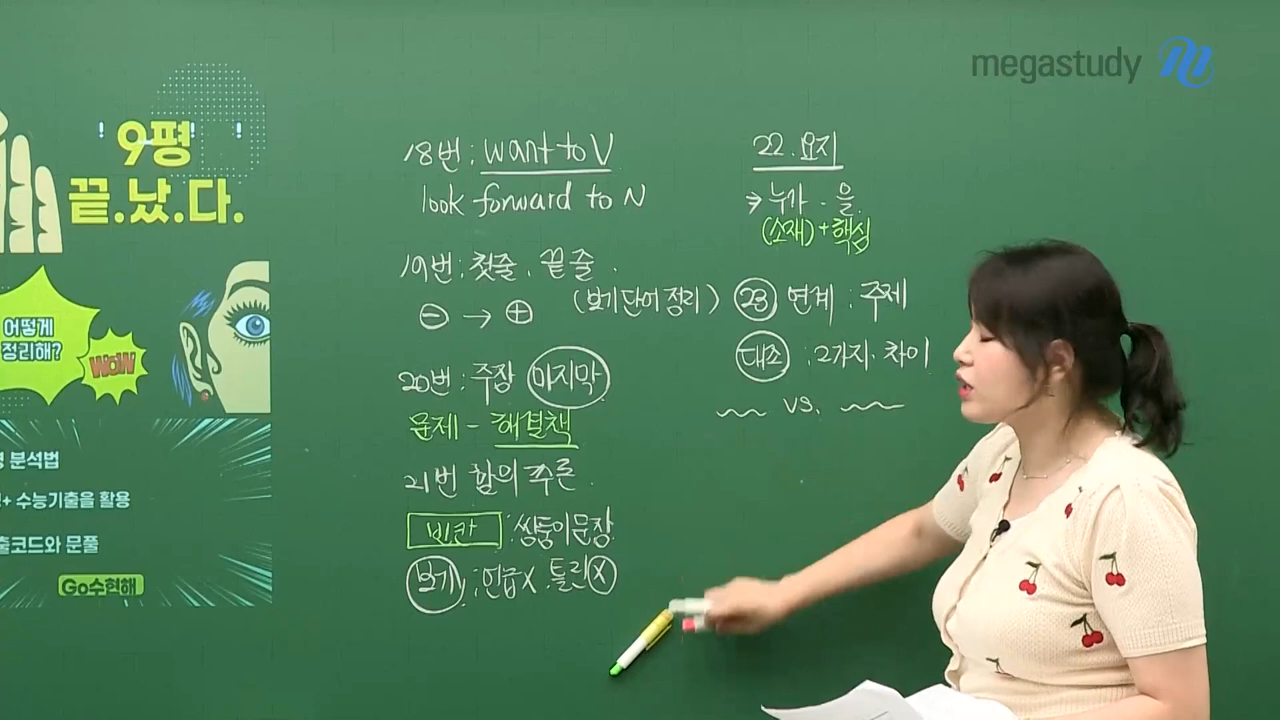 megastudy
9평
끝.났.다.
어떻게
정리해?
WOW
분석법
+ 수능기출을 활용
출코드와 문풀
Go수현해
18번 : want to V
look forward to N
19번 : 첫줄, 끝줄.
⊖ → ⊕
(보기 단어 정리)
20번 : 주장 마지막
문제 - 해결책
21번 함의 추론
빈칸 : 쌍둥이 문장
보기 : 언급X. 틀린X
22. 요지
⇒ 누가 - 을.
(소재) + 핵심
23 연계 : 주제
대조 : 2가지. 차이
~~ vs. ~~